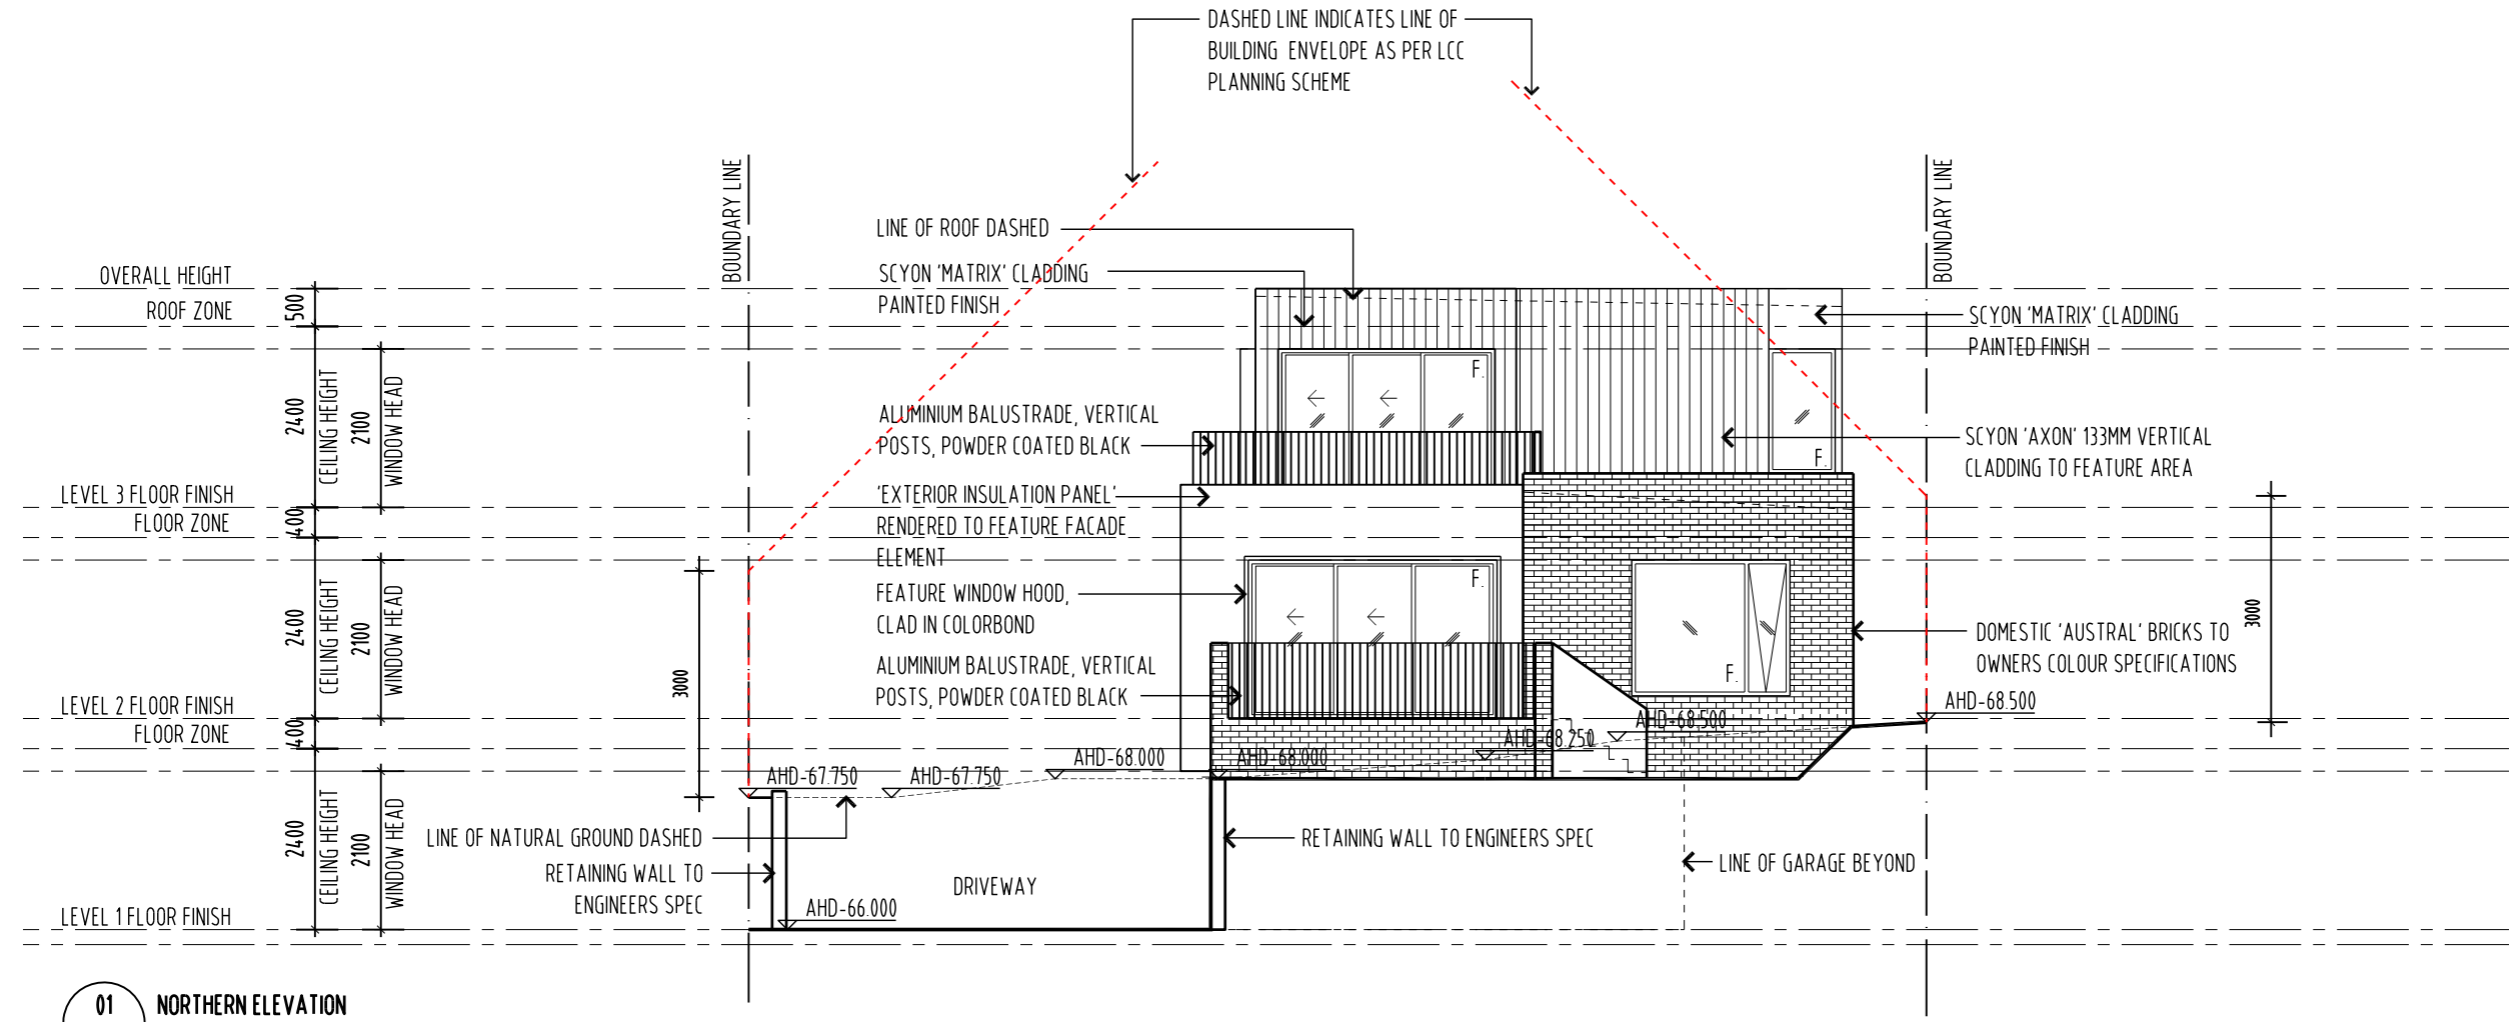 DASHED LINE INDICATES LINE OF
BUILDING ENVELOPE AS PER LCC
PLANNING SCHEME
BOUNDARY LINE
BOUNDARY LINE
LINE OF ROOF DASHED
SCYON 'MATRIX' CLADDING
PAINTED FINISH
ALUMINIUM BALUSTRADE, VERTICAL
POSTS, POWDER COATED BLACK
'EXTERIOR INSULATION PANEL'
RENDERED TO FEATURE FACADE
ELEMENT
FEATURE WINDOW HOOD,
CLAD IN COLORBOND
ALUMINIUM BALUSTRADE, VERTICAL
POSTS, POWDER COATED BLACK
OVERALL HEIGHT
ROOF ZONE
500
2400
CEILING HEIGHT
2100
WINDOW HEAD
LEVEL 3 FLOOR FINISH
FLOOR ZONE
400
2400
CEILING HEIGHT
2100
WINDOW HEAD
LEVEL 2 FLOOR FINISH
FLOOR ZONE
400
2400
CEILING HEIGHT
2100
WINDOW HEAD
LEVEL 1 FLOOR FINISH
3000
F.
F.
F.
F.
SCYON 'MATRIX' CLADDING
PAINTED FINISH
SCYON 'AXON' 133MM VERTICAL
CLADDING TO FEATURE AREA
3000
DOMESTIC 'AUSTRAL' BRICKS TO
OWNERS COLOUR SPECIFICATIONS
AHD-68.500
AHD-68.500
AHD-68.250
AHD-68.000
AHD-68.000
AHD-67.750
AHD-67.750
LINE OF NATURAL GROUND DASHED
RETAINING WALL TO
ENGINEERS SPEC
AHD-66.000
DRIVEWAY
RETAINING WALL TO ENGINEERS SPEC
LINE OF GARAGE BEYOND
01
NORTHERN ELEVATION